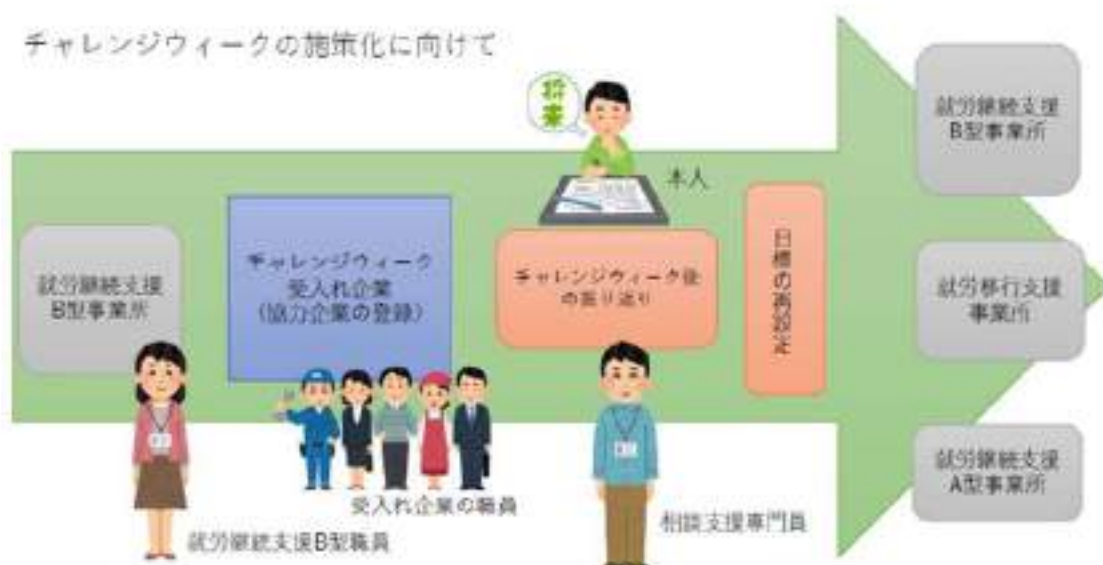 チャレンジウィークの施策化に向けて
将来
本人
就労継続支援
B型事業所
チャレンジウィーク
受入れ企業
（協力企業の登録）
チャレンジウィーク後
の振り返り
目標の再設定
就労継続支援
B型事業所
就労移行支援
事業所
就労継続支援
A型事業所
受入れ企業の職員
就労継続支援B型職員
相談支援専門員